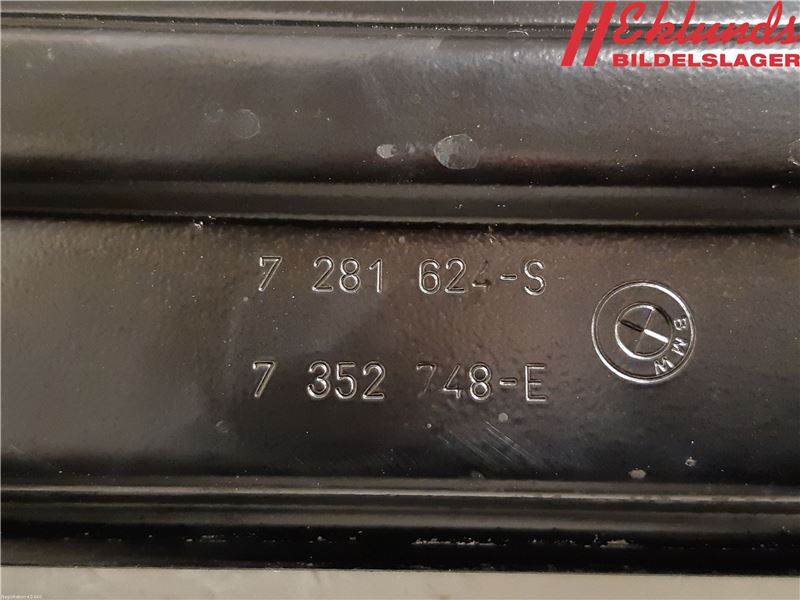 Eklunds
BILDELSLAGER
7 281 624-S
7 352 748-E
BMW